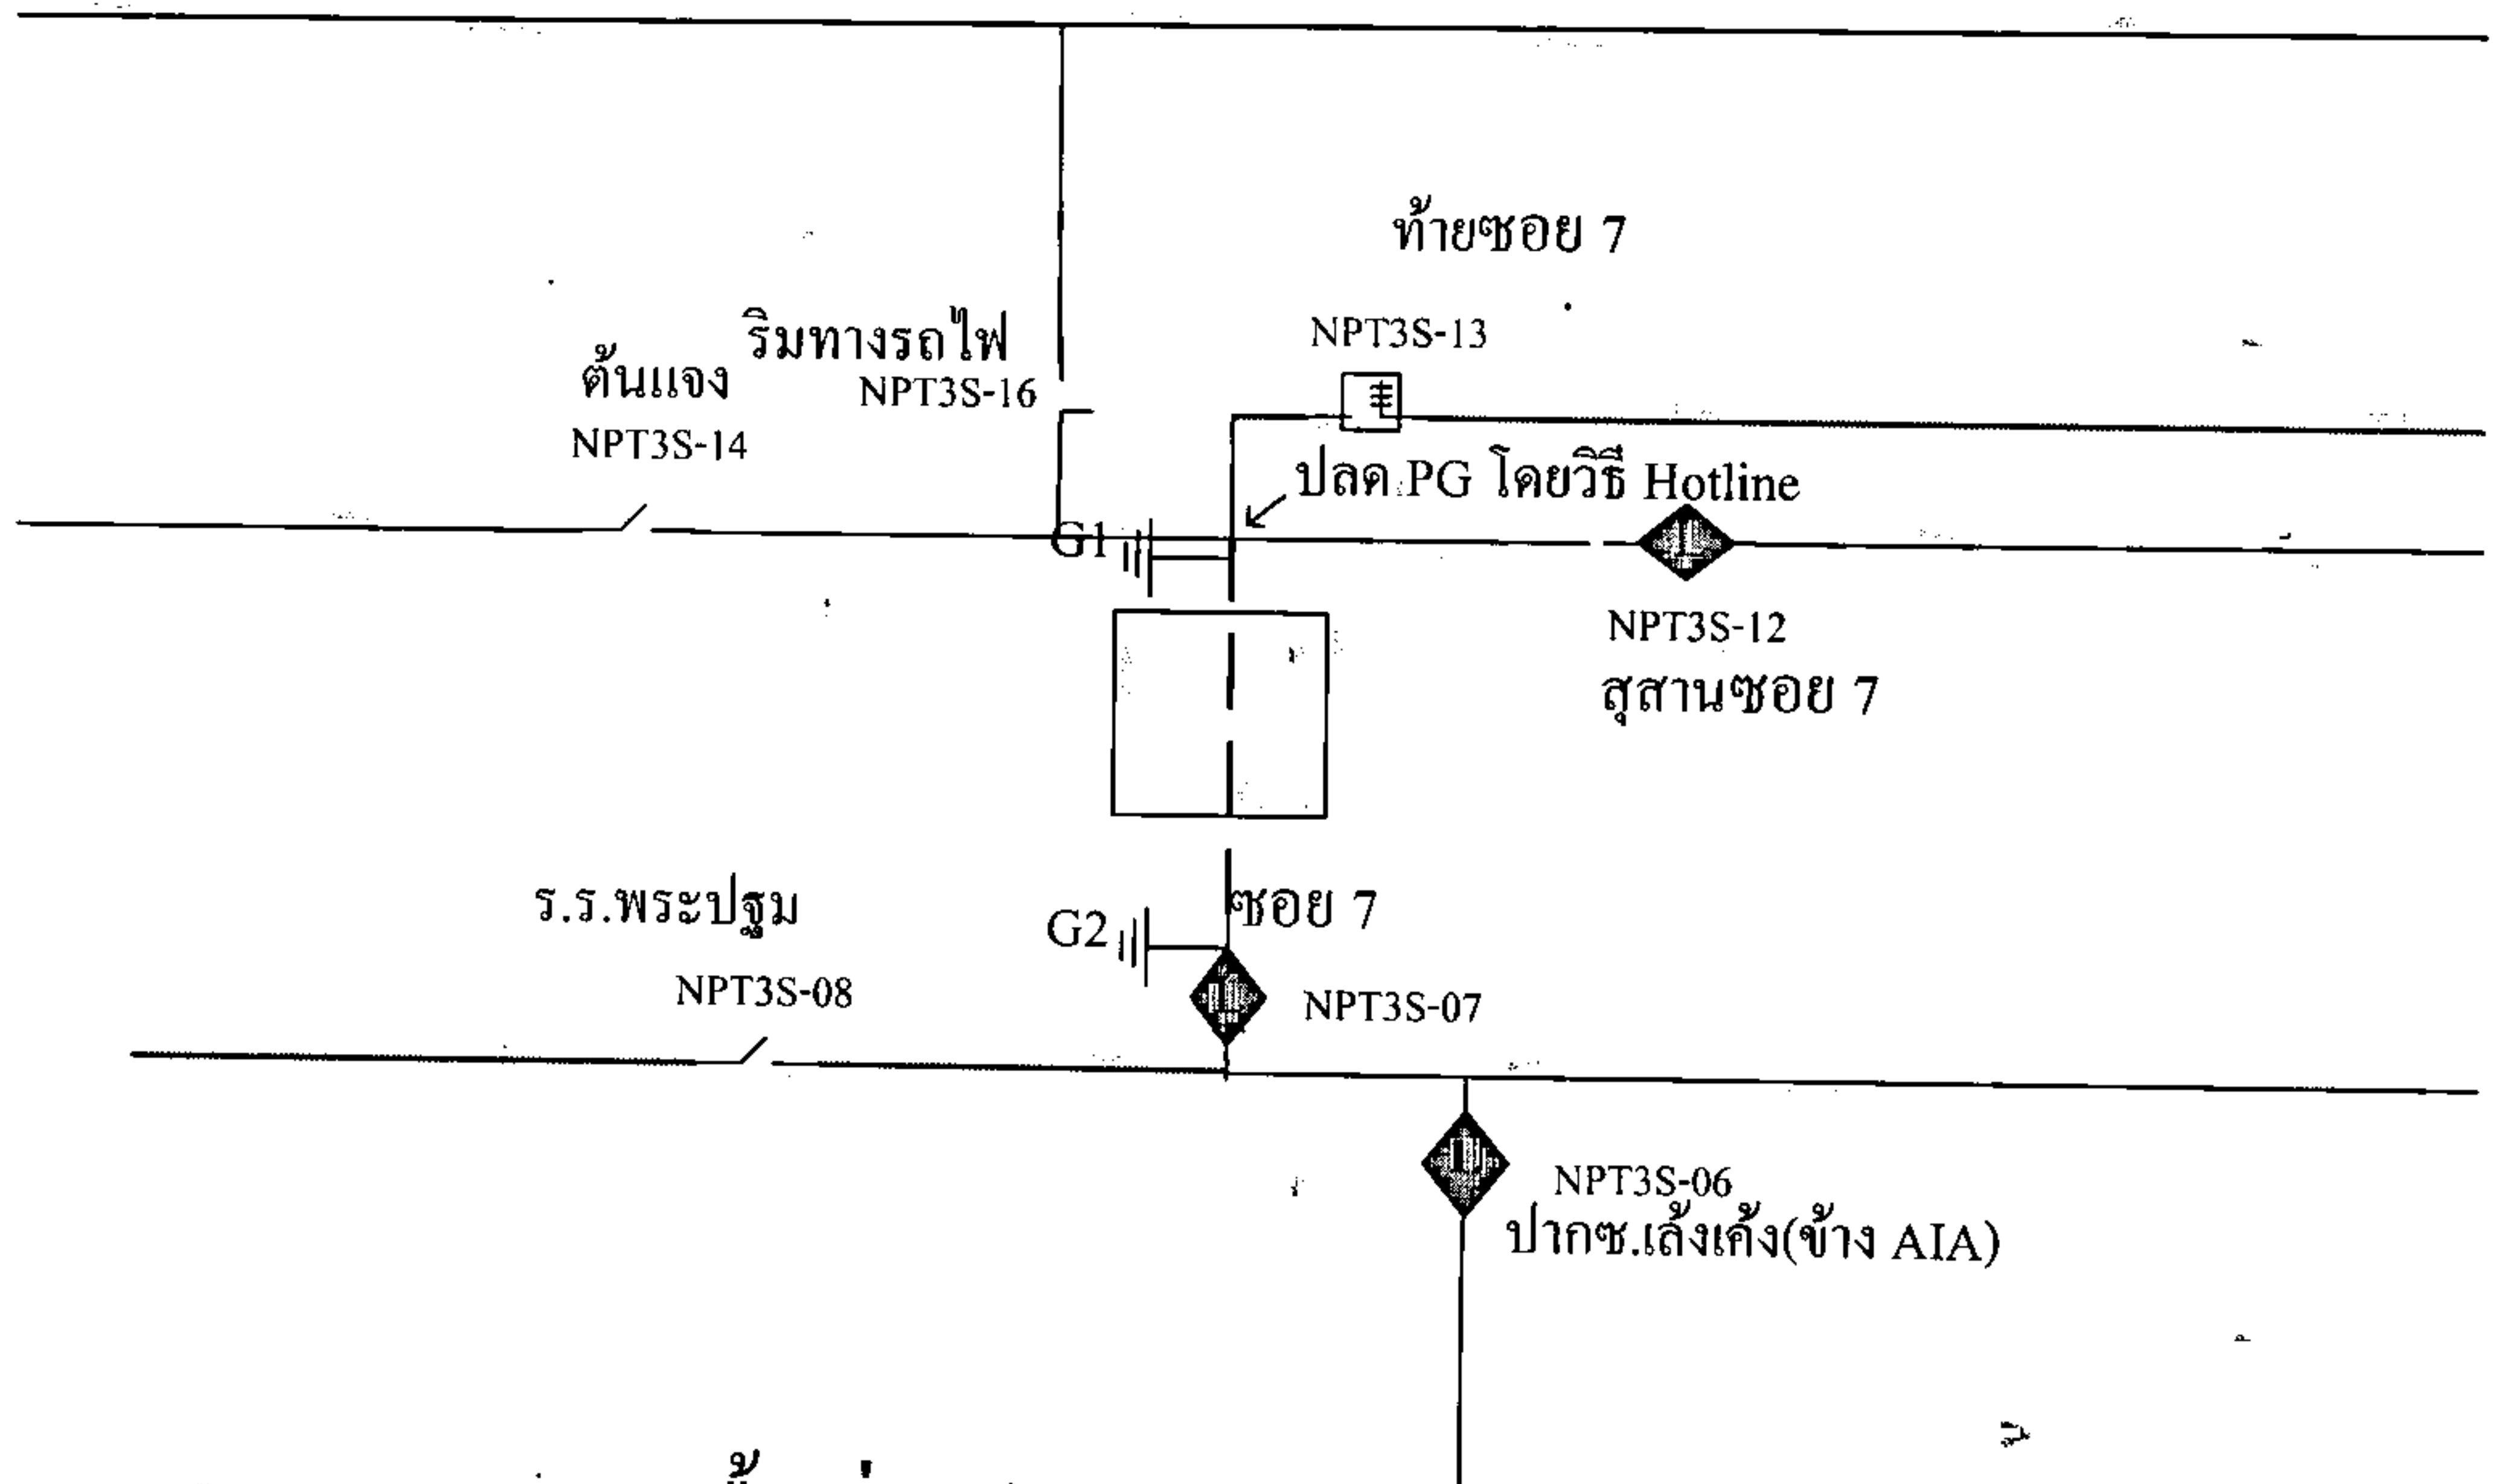 ท้ายซอย 7
NPT3S-13
ริมทางรถไฟ
NPT3S-16
ต้นแจง
NPT3S-14
ปลด PG โดยวิธี Hotline
G1
NPT3S-12
สุสานซอย 7
ร.ร.พระปฐม
NPT3S-08
G2
ซอย 7
NPT3S-07
NPT3S-06
ปากซ.เล้งเค้ง(ข้าง AIA)